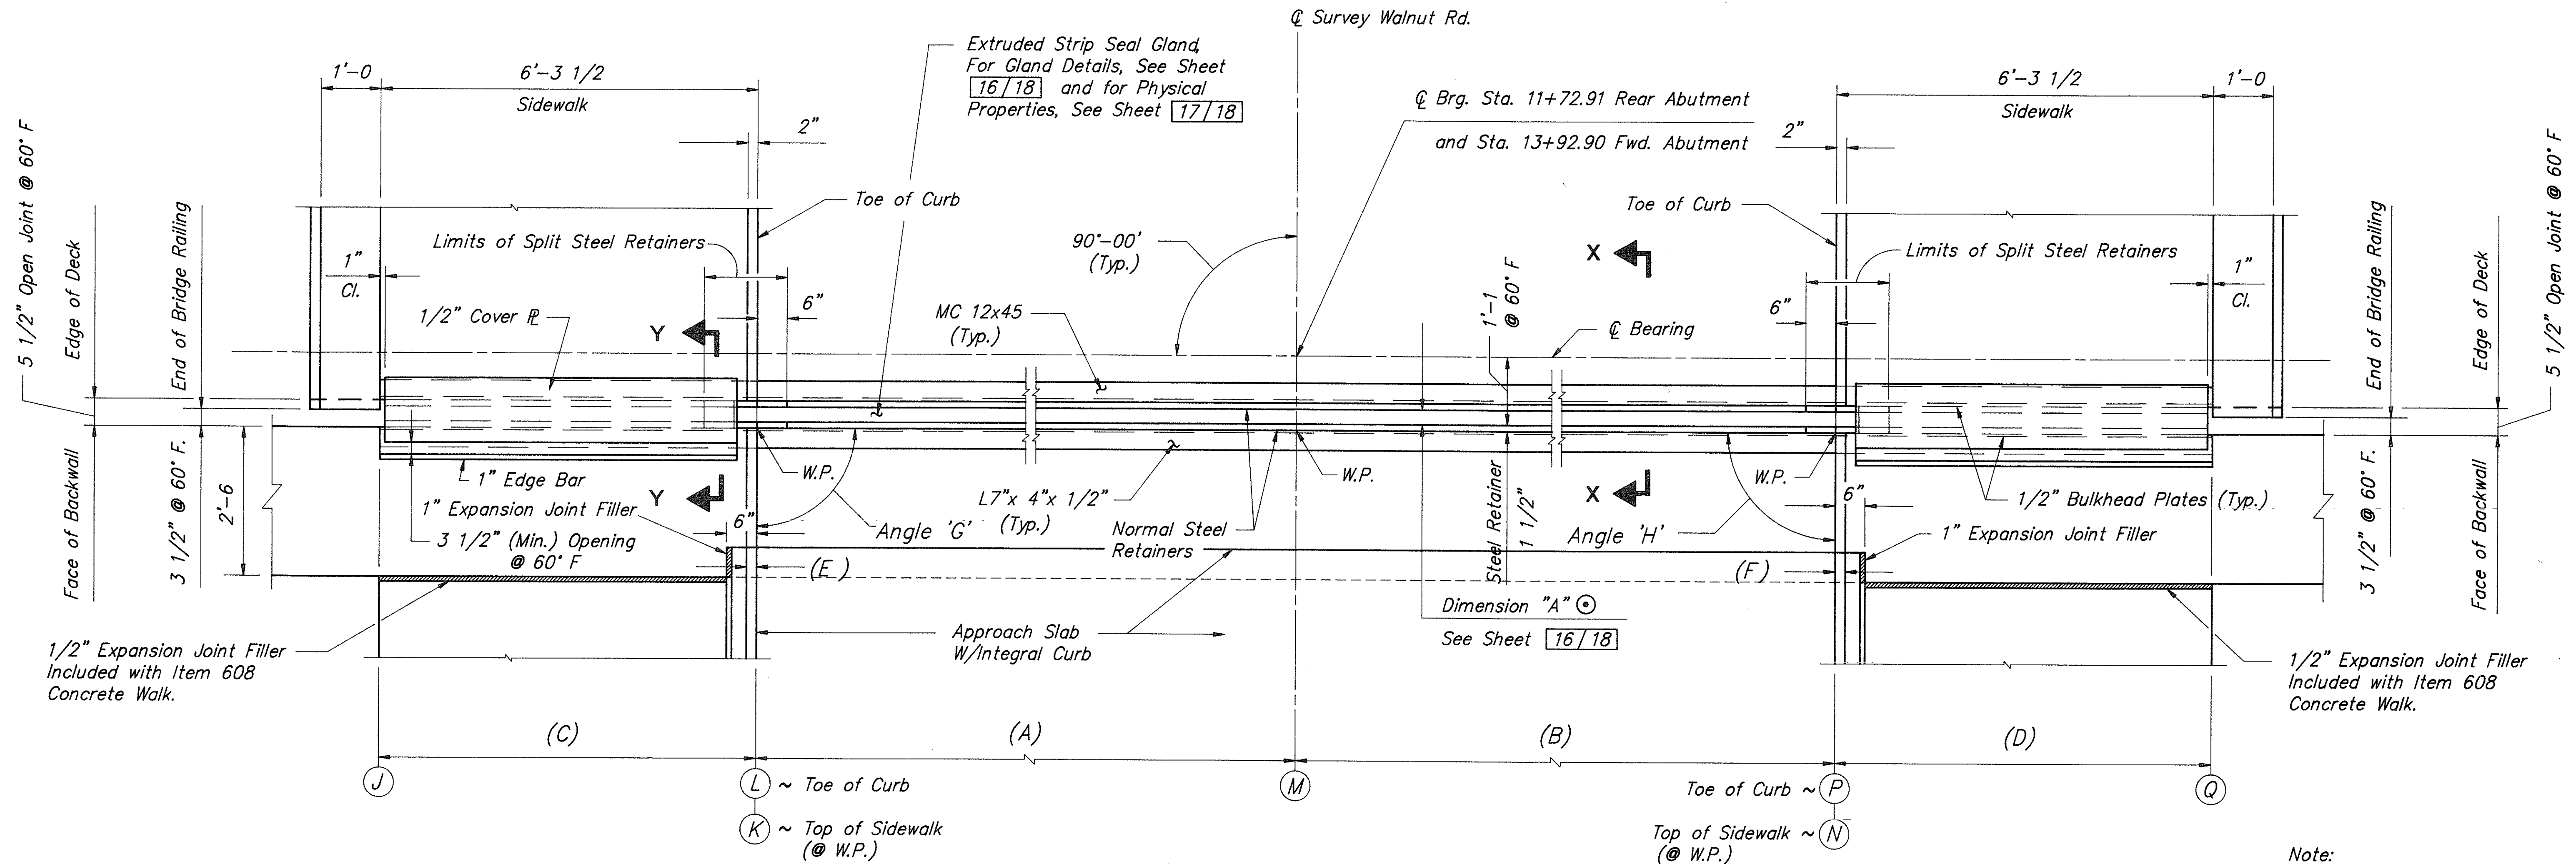 ℄ Survey Walnut Rd.
Extruded Strip Seal Gland,
For Gland Details, See Sheet
16/18 and for Physical
Properties, See Sheet 17/18
1'-0
6'-3 1/2
Sidewalk
2"
℄ Brg. Sta. 11+72.91 Rear Abutment
and Sta. 13+92.90 Fwd. Abutment
2"
6'-3 1/2
Sidewalk
1'-0
5 1/2" Open Joint @ 60° F
Edge of Deck
End of Bridge Railing
Toe of Curb
Limits of Split Steel Retainers
1"
Cl.
6"
1/2" Cover ℄
Y
MC 12x45
(Typ.)
90°-00'
(Typ.)
1'-1
@ 60° F
℄ Bearing
X
Toe of Curb
Limits of Split Steel Retainers
6"
1"
Cl.
End of Bridge Railing
Edge of Deck
5 1/2" Open Joint @ 60° F
Face of Backwall
3 1/2" @ 60° F.
2'-6
1" Edge Bar
1" Expansion Joint Filler
3 1/2" (Min.) Opening
@ 60° F
Y
6"
W.P.
Angle 'G'
L7"x 4"x 1/2"
(Typ.)
W.P.
Normal Steel
Retainers
Steel Retainer
1 1/2"
X
Angle 'H'
W.P.
6"
1/2" Bulkhead Plates (Typ.)
1" Expansion Joint Filler
3 1/2" @ 60° F.
Face of Backwall
(E)
(F)
Dimension "A" ⊙
See Sheet 16/18
1/2" Expansion Joint Filler
Included with Item 608
Concrete Walk.
Approach Slab
W/Integral Curb
1/2" Expansion Joint Filler
Included with Item 608
Concrete Walk.
(C)
(A)
(B)
(D)
J
L ~ Toe of Curb
M
Toe of Curb ~ P
Q
K ~ Top of Sidewalk
(@ W.P.)
Top of Sidewalk ~ N
(@ W.P.)
Note: